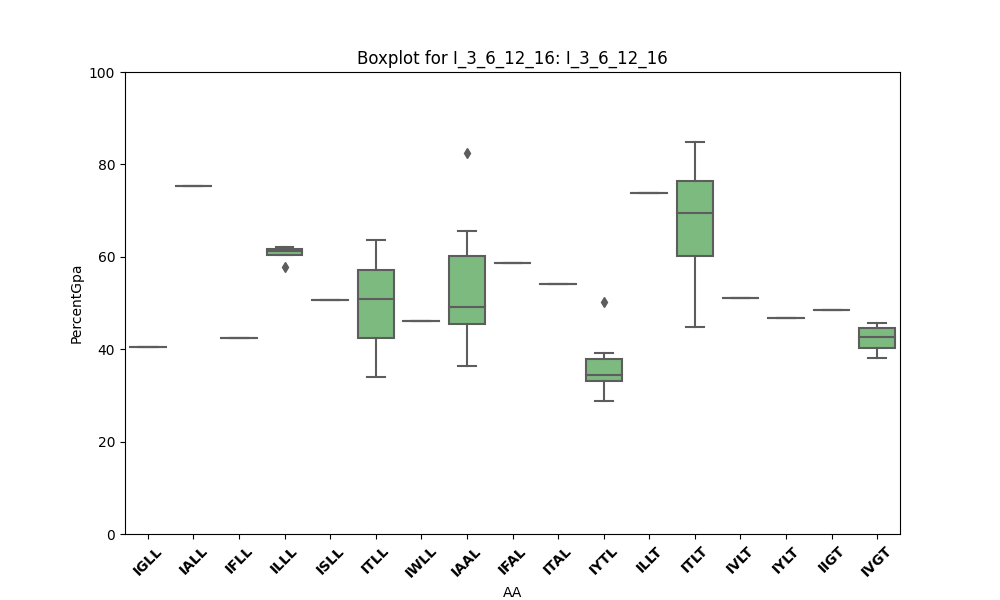 Boxplot for I_3_6_12_16: I_3_6_12_16
PercentGpa
100
80
60
40
20
0
IGLL IALL IFLL ILLL ISLL ITLL IWLL IAAL IFAL ITAL IYTL ILLT ITLT IVLT IYLT IIGT IVGT
AA